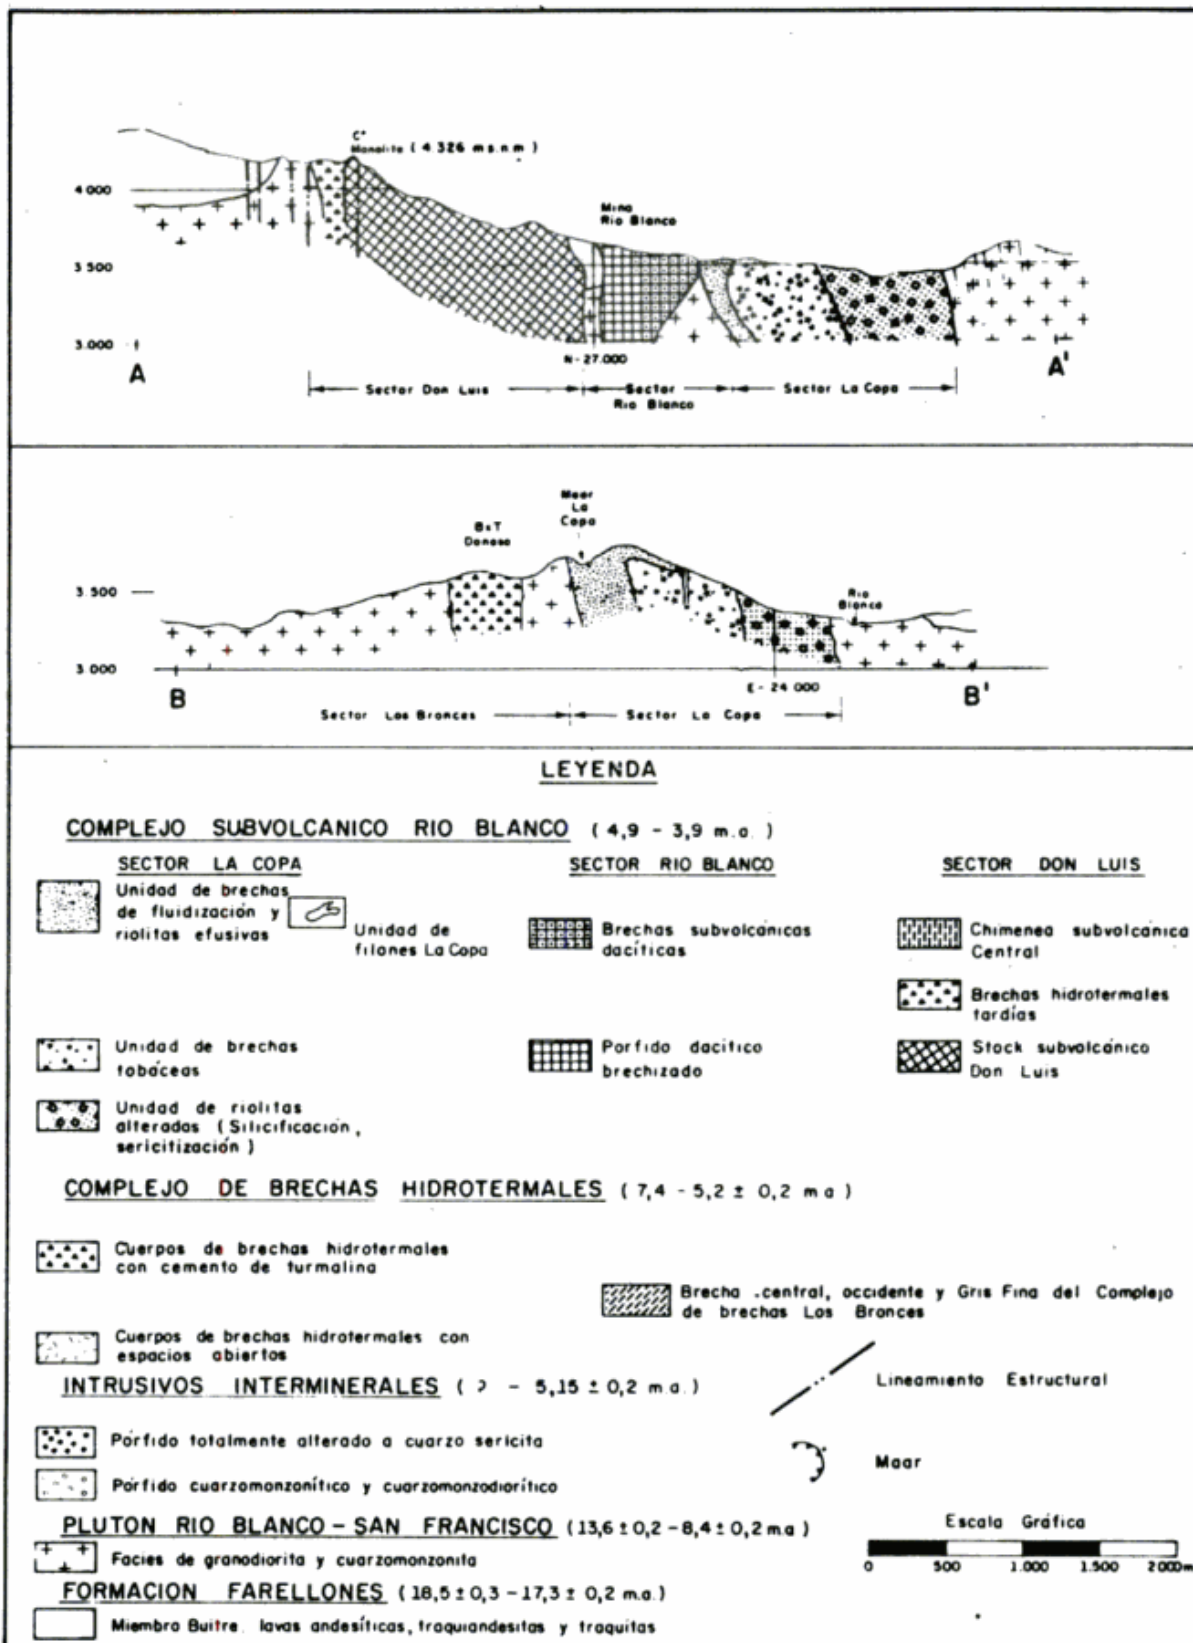 C°
Monolito (4 326 m s.n.m)
4 000
Mina
Rio Blanco
3 500
3.000
N- 27.000
A
A'
Sector Don Luis
Sector
Rio Blanco
Sector La Copa
Maar
La
Copa
BxT
Donoso
3 500
Rio
Blanco
3 000
E- 24 000
B
B'
Sector Los Bronces
Sector La Copa
LEYENDA
COMPLEJO SUBVOLCANICO RIO BLANCO (4,9 - 3,9 m.a.)
SECTOR LA COPA
Unidad de brechas
de fluidización y
riolitas efusivas
Unidad de
filones La Copa
Unidad de brechas
tobáceas
Unidad de riolitas
alteradas (Silicificación,
sericitización)
SECTOR RIO BLANCO
Brechas subvolcánicas
dacíticas
Porfido dacítico
brechizado
SECTOR DON LUIS
Chimenea subvolcánica
Central
Brechas hidrotermales
tardías
Stock subvolcánico
Don Luis
COMPLEJO DE BRECHAS HIDROTERMALES (7,4 - 5,2 ± 0,2 m a)
Cuerpos de brechas hidrotermales
con cemento de turmalina
Brecha .central, occidente y Gris Fina del Complejo
de brechas Los Bronces
Cuerpos de brechas hidrotermales con
espacios abiertos
INTRUSIVOS INTERMINERALES ( ? - 5,15 ± 0,2 m.a.)
Lineamiento Estructural
Pórfido totalmente alterado a cuarzo sericita
Maar
Pórfido cuarzomonzonítico y cuarzomonzodiorítico
PLUTON RIO BLANCO - SAN FRANCISCO (13,6 ± 0,2 - 8,4 ± 0,2 m a)
Facies de granodiorita y cuarzomonzonita
Escala Gráfica
0 500 1.000 1.500 2000m
FORMACION FARELLONES (18,5 ± 0,3 - 17,3 ± 0,2 m.a.)
Miembro Buitre. lavas andesíticas, traquiandesitas y traquitas